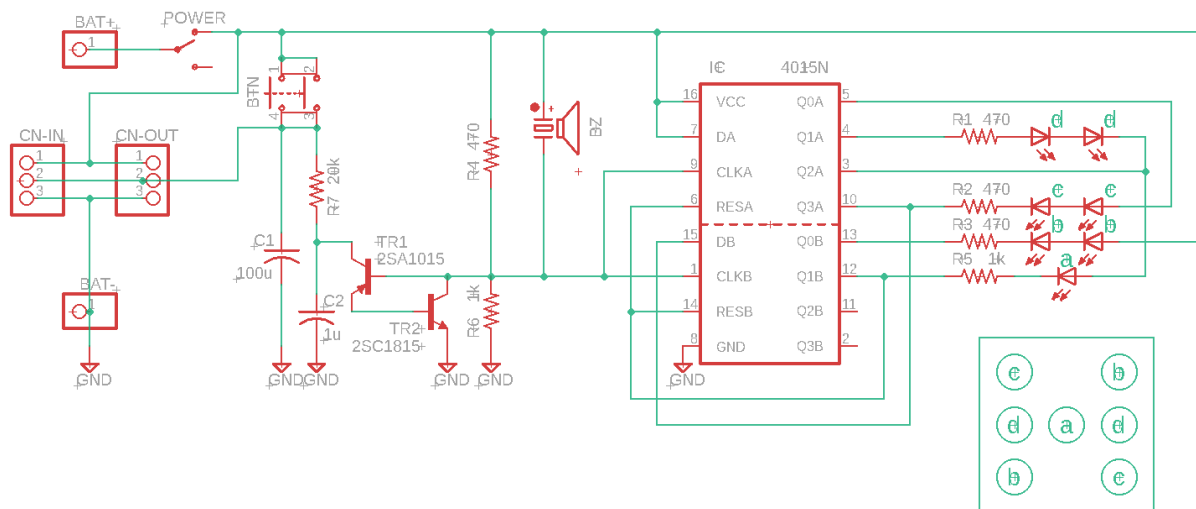 BAT+
1
POWER
BTN
1
2
4
3
CN-IN
1
2
3
CN-OUT
1
2
3
BAT-
1
GND
C1
100u
GND
R7 20k
C2
1u
GND
TR1
2SA1015
TR2
2SC1815
GND
R4 470
R6 1k
GND
BZ
IC 4015N
16 VCC Q0A 5
7 DA Q1A 4
9 CLKA Q2A 3
6 RESA Q3A 10
15 DB Q0B 13
1 CLKB Q1B 12
14 RESB Q2B 11
8 GND Q3B 2
GND
R1 470 d d
R2 470 c c
R3 470 b b
R5 1k a
c b
d a d
b c